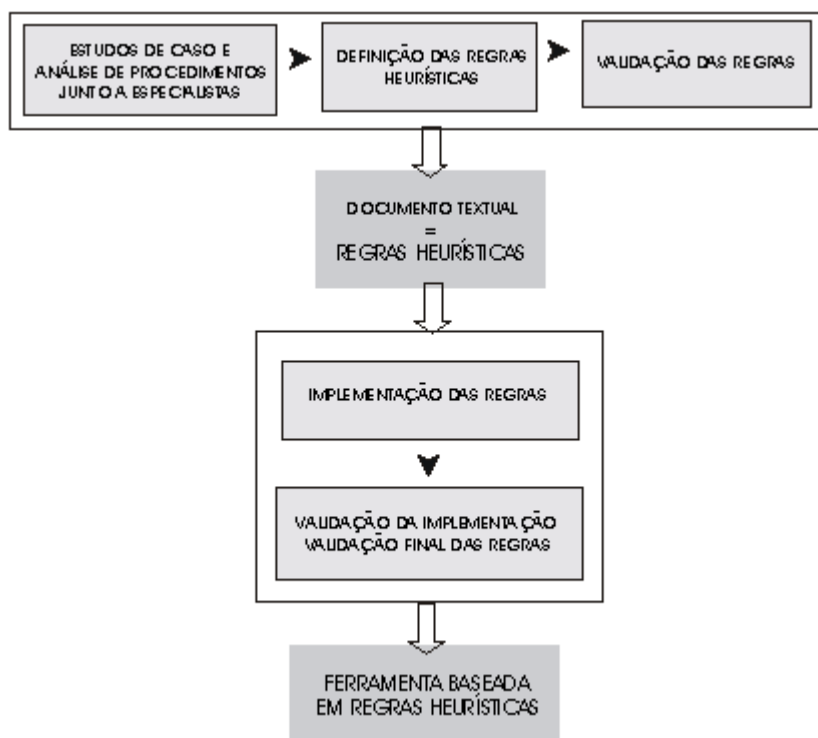 ESTUDOS DE CASO E
ANÁLISE DE PROCEDIMENTOS
JUNTO A ESPECIALISTAS
DEFINIÇÃO DAS REGRAS
HEURÍSTICAS
VALIDAÇÃO DAS REGRAS
DOCUMENTO TEXTUAL
=
REGRAS HEURÍSTICAS
IMPLEMENTAÇÃO DAS REGRAS
VALIDAÇÃO DA IMPLEMENTAÇÃO
VALIDAÇÃO FINAL DAS REGRAS
FERRAMENTA BASEADA
EM REGRAS HEURÍSTICAS